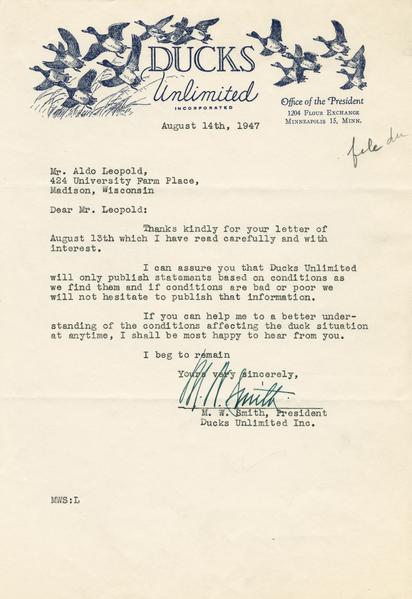 DUCKS
Unlimited
INCORPORATED
Office of the President
1204 Flour Exchange
Minneapolis 15, Minn.
August 14th, 1947
file
Mr. Aldo Leopold,
424 University Farm Place,
Madison, Wisconsin
Dear Mr. Leopold:
Thanks kindly for your letter of
August 13th which I have read carefully and with
interest.
I can assure you that Ducks Unlimited
will only publish statements based on conditions as
we find them and if conditions are bad or poor we
will not hesitate to publish that information.
If you can help me to a better under-
standing of the conditions affecting the duck situation
at anytime, I shall be most happy to hear from you.
I beg to remain
Yours very sincerely,
M. W. Smith
M. W. Smith, President
Ducks Unlimited Inc.
MWS:L